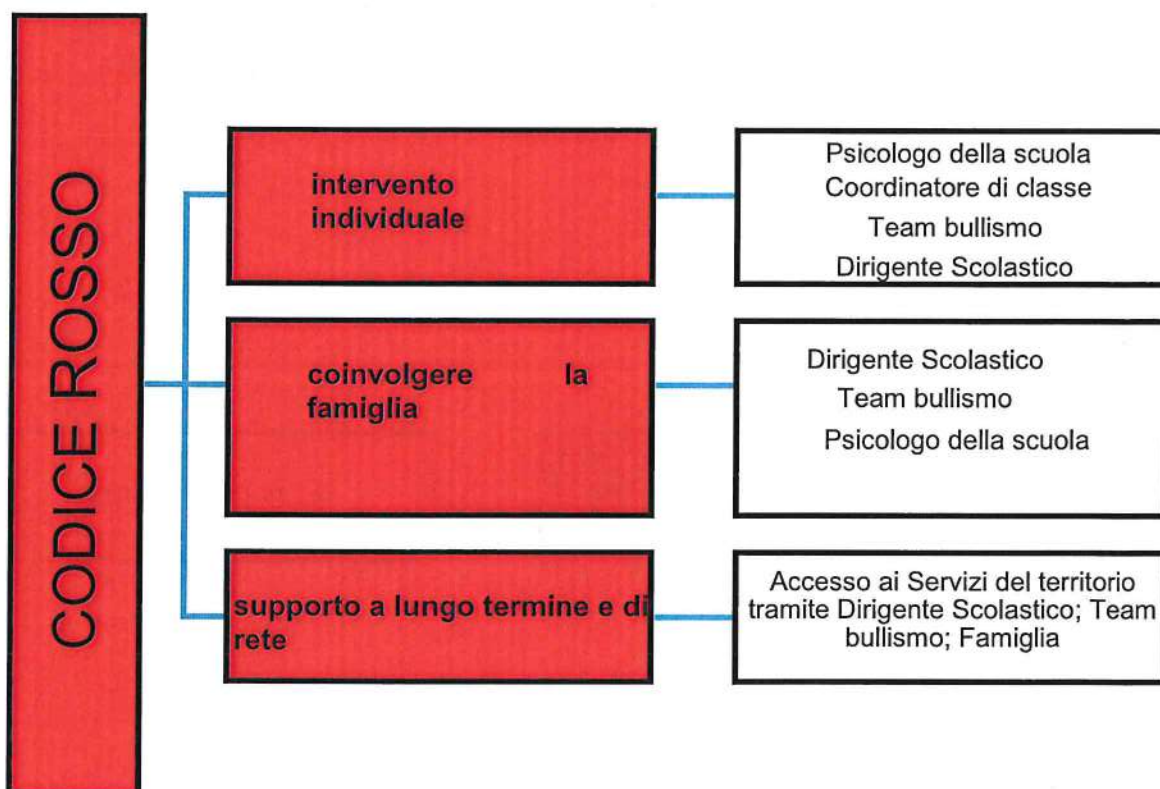 CODICE ROSSO
intervento
individuale
Psicologo della scuola
Coordinatore di classe
Team bullismo
Dirigente Scolastico
coinvolgere la
famiglia
Dirigente Scolastico
Team bullismo
Psicologo della scuola
supporto a lungo termine e di
rete
Accesso ai Servizi del territorio
tramite Dirigente Scolastico; Team
bullismo; Famiglia